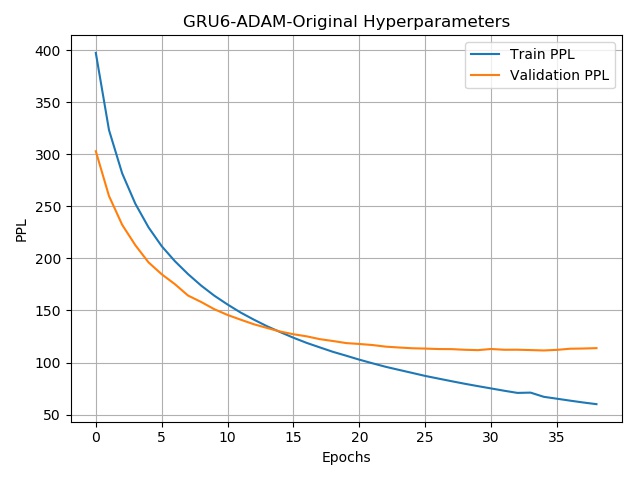 GRU6-ADAM-Original Hyperparameters
Train PPL
Validation PPL
PPL
400
350
300
250
200
150
100
50
0 5 10 15 20 25 30 35
Epochs